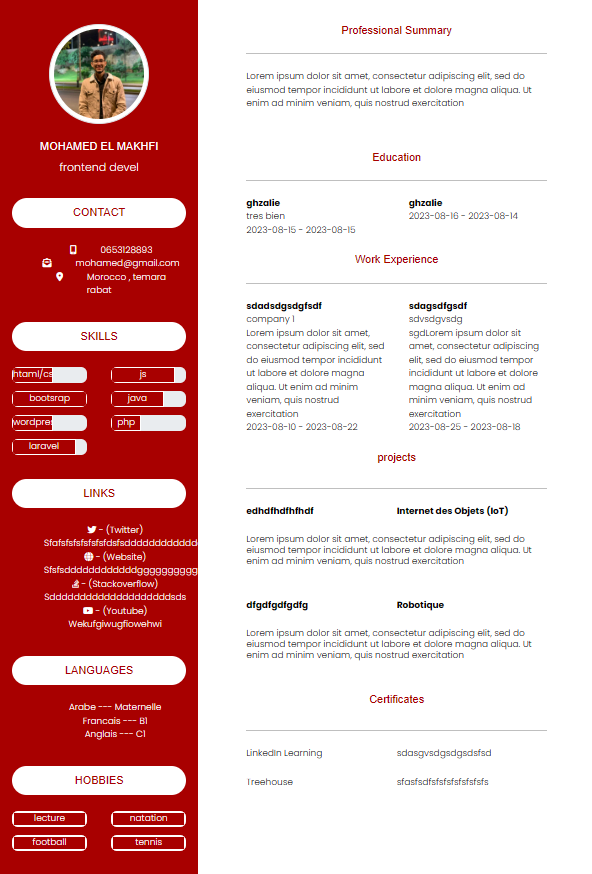 MOHAMED EL MAKHFI
frontend devel
CONTACT
0653128893
mohamed@gmail.com
Morocco , temara
rabat
SKILLS
htaml/cs
js
bootsrap
java
wordpres
php
laravel
LINKS
- (Twitter)
- (Website)
- (Stackoverflow)
- (Youtube)
Wekufgiwugfiowehwi
LANGUAGES
Arabe --- Maternelle
Francais --- B1
Anglais --- C1
HOBBIES
lecture
natation
football
tennis
Professional Summary
Lorem ipsum dolor sit amet, consectetur adipiscing elit, sed do
eiusmod tempor incididunt ut labore et dolore magna aliqua. Ut
enim ad minim veniam, quis nostrud exercitation
Education
ghzalie
tres bien
2023-08-15 - 2023-08-15
ghzalie
2023-08-16 - 2023-08-14
Work Experience
sdadsdgsdgfsdf
company 1
Lorem ipsum dolor sit amet,
consectetur adipiscing elit, sed
do eiusmod tempor incididunt
ut labore et dolore magna
aliqua. Ut enim ad minim
veniam, quis nostrud
exercitation
2023-08-10 - 2023-08-22
sdagsdfgsdf
sdvsdgvsdg
sgdLorem ipsum dolor sit
amet, consectetur adipiscing
elit, sed do eiusmod tempor
incididunt ut labore et dolore
magna aliqua. Ut enim ad
minim veniam, quis nostrud
exercitation
2023-08-25 - 2023-08-18
projects
edhdfhdfhfhdf
Internet des Objets (IoT)
Lorem ipsum dolor sit amet, consectetur adipiscing elit, sed do
eiusmod tempor incididunt ut labore et dolore magna aliqua. Ut
enim ad minim veniam, quis nostrud exercitation
dfgdfgdfgdfg
Robotique
Lorem ipsum dolor sit amet, consectetur adipiscing elit, sed do
eiusmod tempor incididunt ut labore et dolore magna aliqua. Ut
enim ad minim veniam, quis nostrud exercitation
Certificates
LinkedIn Learning
sdasgvsdgsdgsdsfsd
Treehouse
sfasfsdfsfsfsfsfsfsfsfs